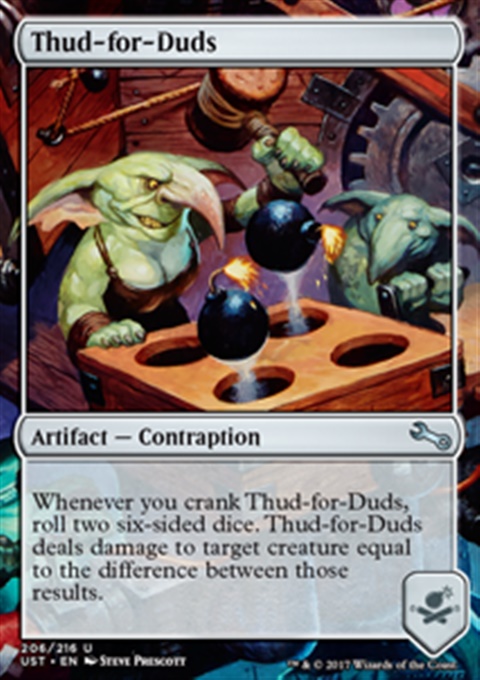 Thud-for-Duds
Artifact — Contraption
Whenever you crank Thud-for-Duds,
roll two six-sided dice. Thud-for-Duds
deals damage to target creature equal
to the difference between those
results.
206/216 U
UST • EN Steve Prescott
™ & © 2017 Wizards of the Coast